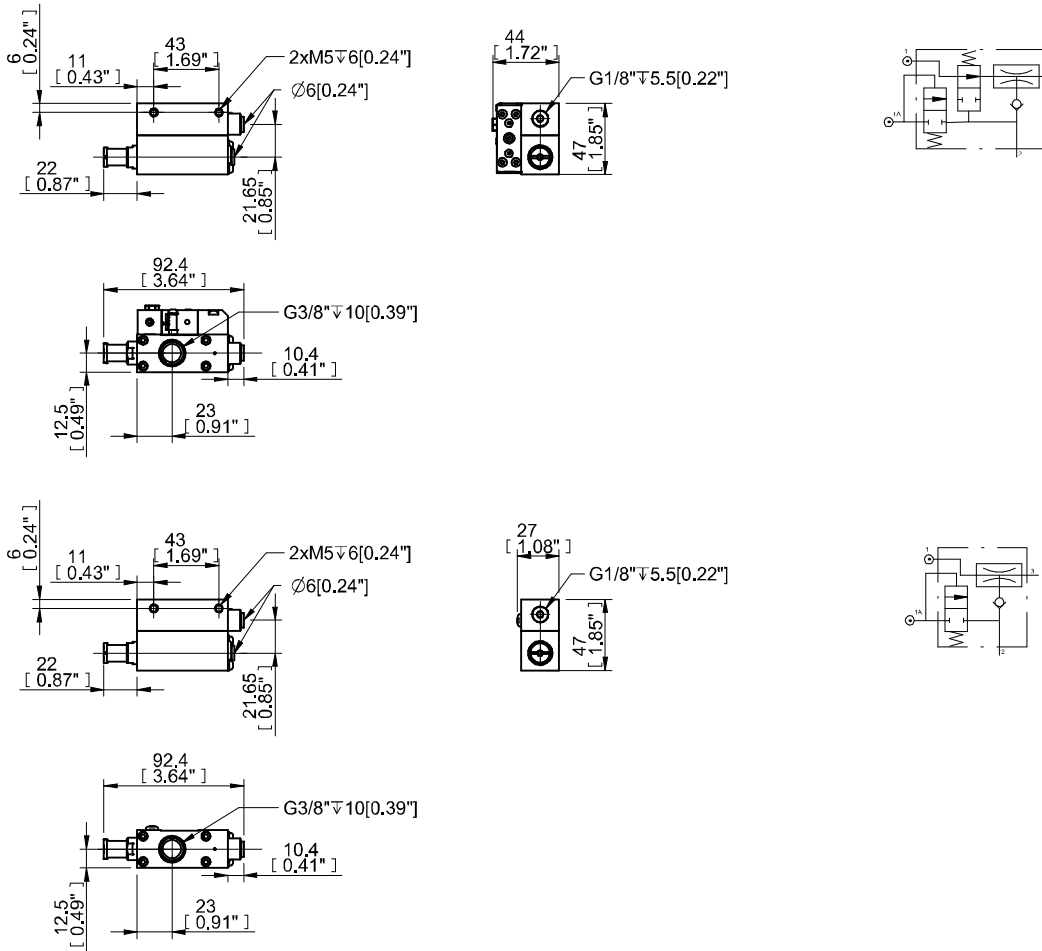 6
[ 0.24" ]
11
[ 0.43" ]
43
[ 1.69" ]
2xM5↧6[0.24"]
Ø6[0.24"]
22
[ 0.87" ]
21.65
[ 0.85" ]
44
[ 1.72" ]
G1/8"↧5.5[0.22"]
47
[ 1.85" ]
1
1A
2
92.4
[ 3.64" ]
G3/8"↧10[0.39"]
10.4
[ 0.41" ]
12.5
[ 0.49" ]
23
[ 0.91" ]
6
[ 0.24" ]
11
[ 0.43" ]
43
[ 1.69" ]
2xM5↧6[0.24"]
Ø6[0.24"]
22
[ 0.87" ]
21.65
[ 0.85" ]
27
[ 1.08" ]
G1/8"↧5.5[0.22"]
47
[ 1.85" ]
1
3
1A
2
92.4
[ 3.64" ]
G3/8"↧10[0.39"]
10.4
[ 0.41" ]
12.5
[ 0.49" ]
23
[ 0.91" ]